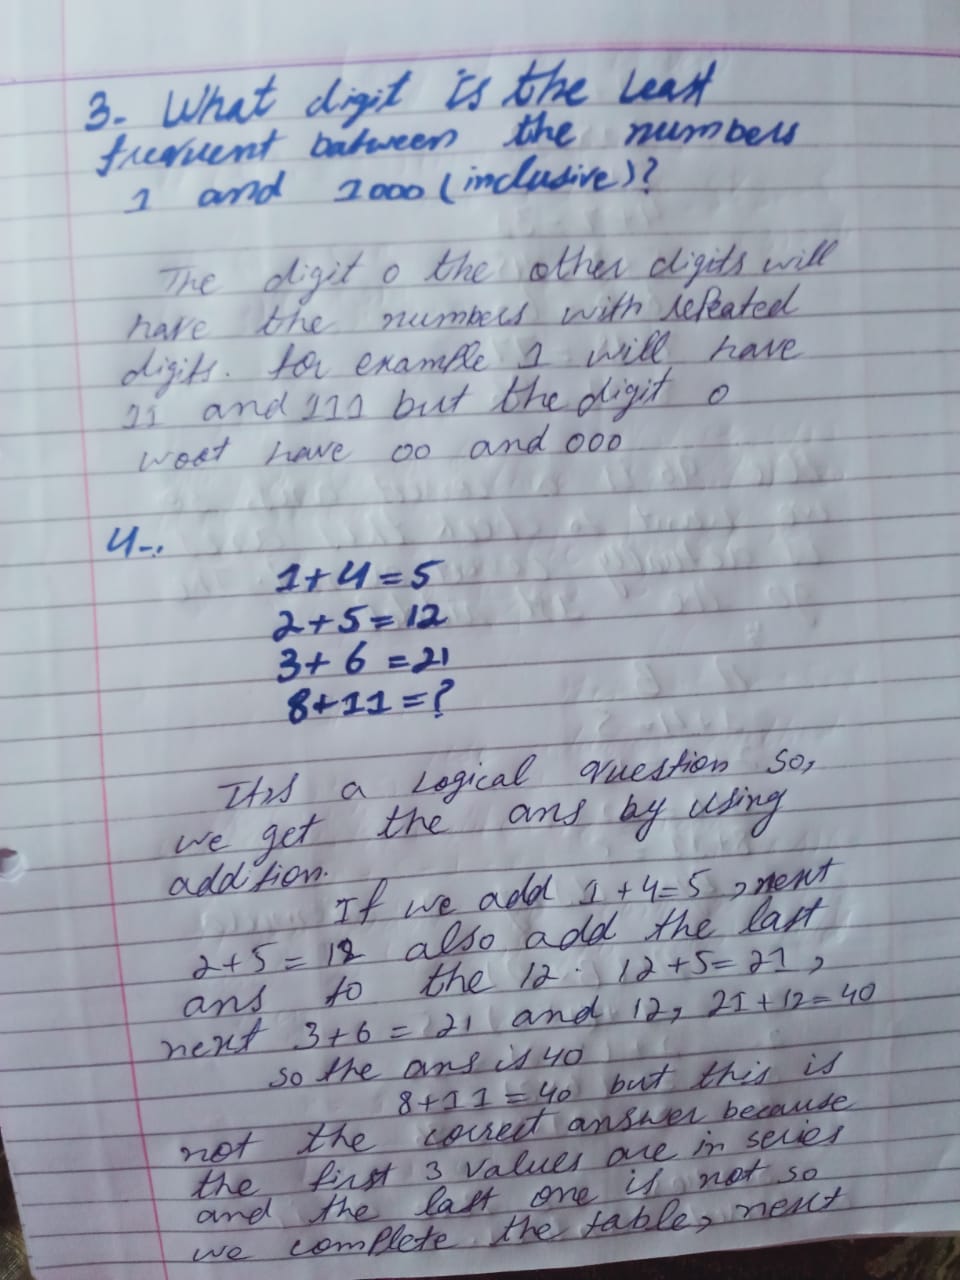 3- What digit is the least
frequent between the numbers
1 and 1000 (inclusive)?
The digit 0 the other digits will
have the numbers with repeated
digits. for example 1 will have
11 and 111 but the digit 0
have 00 and 000
4-.
1+4=5
2+5=12
3+6=21
8+11=?
a Logical question so,
we get the ans by using
addition.
If we add 1+4=5, next
2+5=12 also add the last
ans to the 12. 12+5=21,
next 3+6=21 and 12, 21+12=40
so the ans is 40
8+11=40 but this is
not the correct answer because
the first 3 values are in series
and the last one is not so
we complete the table, next